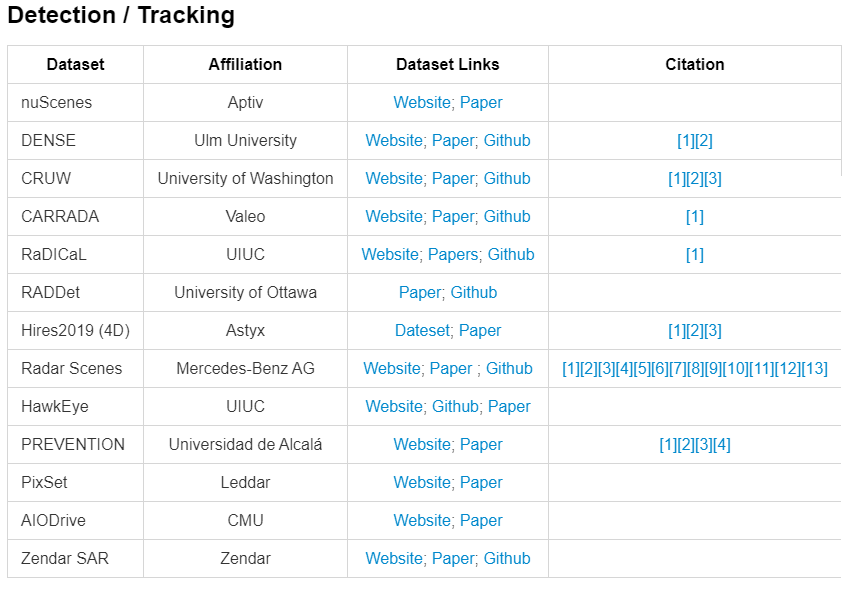 Detection / Tracking
Dataset Affiliation Dataset Links Citation
nuScenes Aptiv Website; Paper
DENSE Ulm University Website; Paper; Github [1][2]
CRUW University of Washington Website; Paper; Github [1][2][3]
CARRADA Valeo Website; Paper; Github [1]
RaDICaL UIUC Website; Papers; Github [1]
RADDet University of Ottawa Paper; Github
Hires2019 (4D) Astyx Dateset; Paper [1][2][3]
Radar Scenes Mercedes-Benz AG Website; Paper ; Github [1][2][3][4][5][6][7][8][9][10][11][12][13]
HawkEye UIUC Website; Github; Paper
PREVENTION Universidad de Alcalá Website; Paper [1][2][3][4]
PixSet Leddar Website; Paper
AIODrive CMU Website; Paper
Zendar SAR Zendar Website; Paper; Github